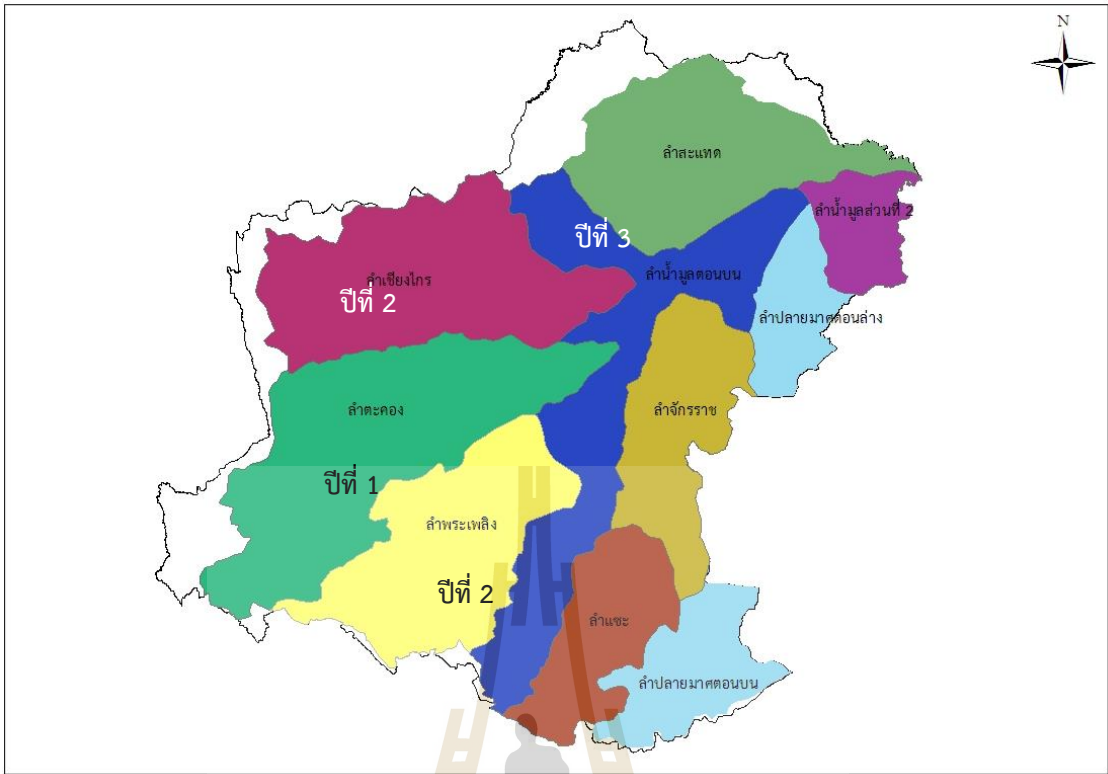 N
ลำสะแทด
ลำน้ำมูลส่วนที่ 2
ปีที่ 3
ลำน้ำมูลตอนบน
ลำเชียงไกร
ปีที่ 2
ลำปลายมาศตอนล่าง
ลำตะคอง
ลำจักรราช
ปีที่ 1
ลำพระเพลิง
ปีที่ 2
ลำแซะ
ลำปลายมาศตอนบน